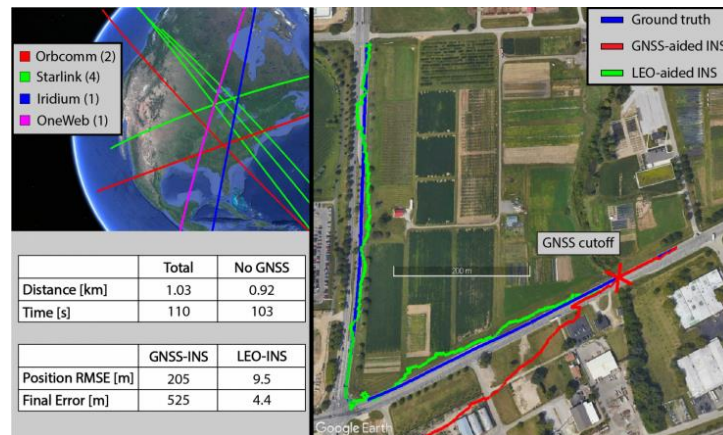 Orbcomm (2)
Starlink (4)
Iridium (1)
OneWeb (1)
Total No GNSS
Distance [km] 1.03 0.92
Time [s] 110 103
GNSS-INS LEO-INS
Position RMSE [m] 205 9.5
Final Error [m] 525 4.4
Ground truth
GNSS-aided INS
LEO-aided INS
GNSS cutoff
200 m
Google Earth